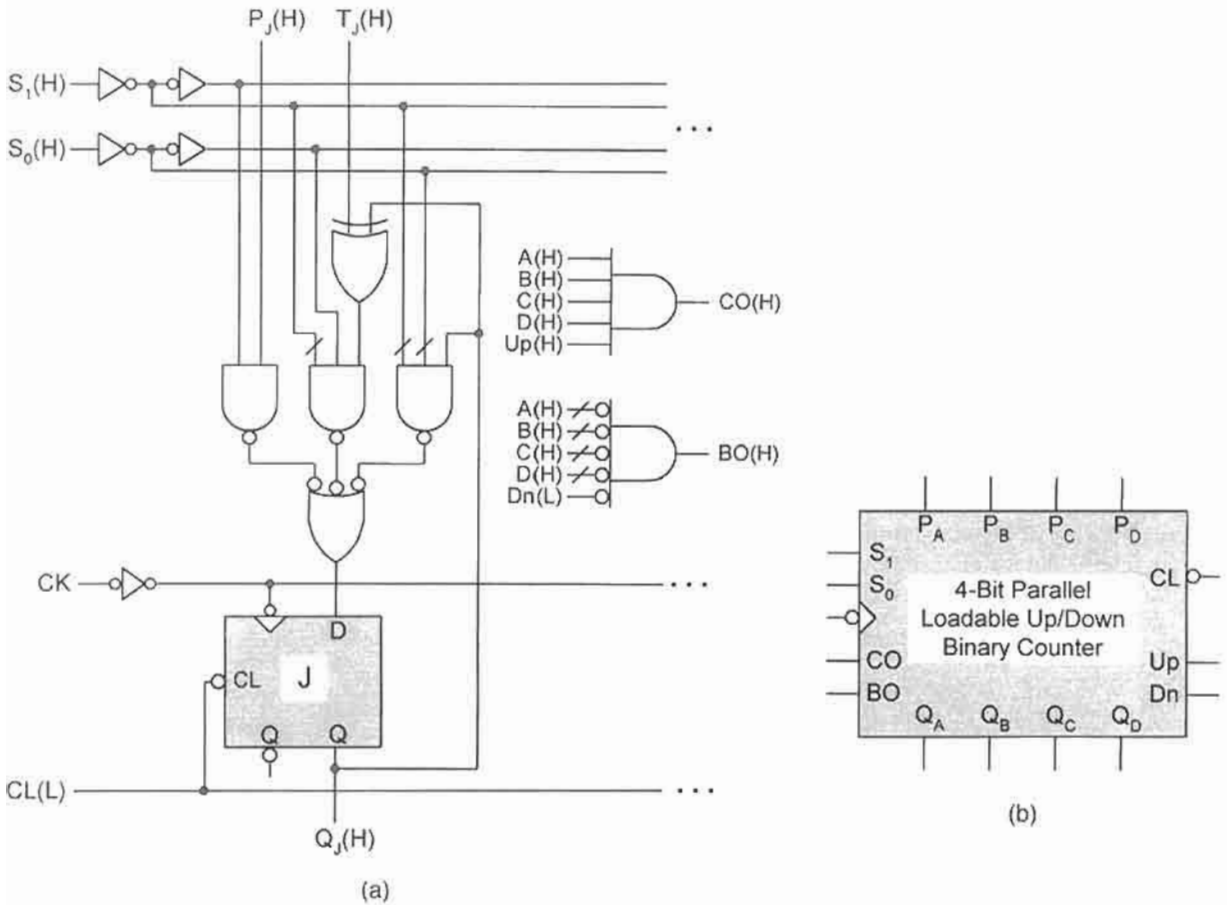 P_J(H) T_J(H)
S_1(H)
S_0(H)
...
A(H)
B(H)
C(H)
D(H)
Up(H)
CO(H)
A(H)
B(H)
C(H)
D(H)
Dn(L)
BO(H)
CK
...
D
J
CL
Q Q
CL(L)
...
Q_J(H)
(a)
P_A P_B P_C P_D
S_1
S_0
CL
4-Bit Parallel
Loadable Up/Down
Binary Counter
CO
BO
Up
Dn
Q_A Q_B Q_C Q_D
(b)